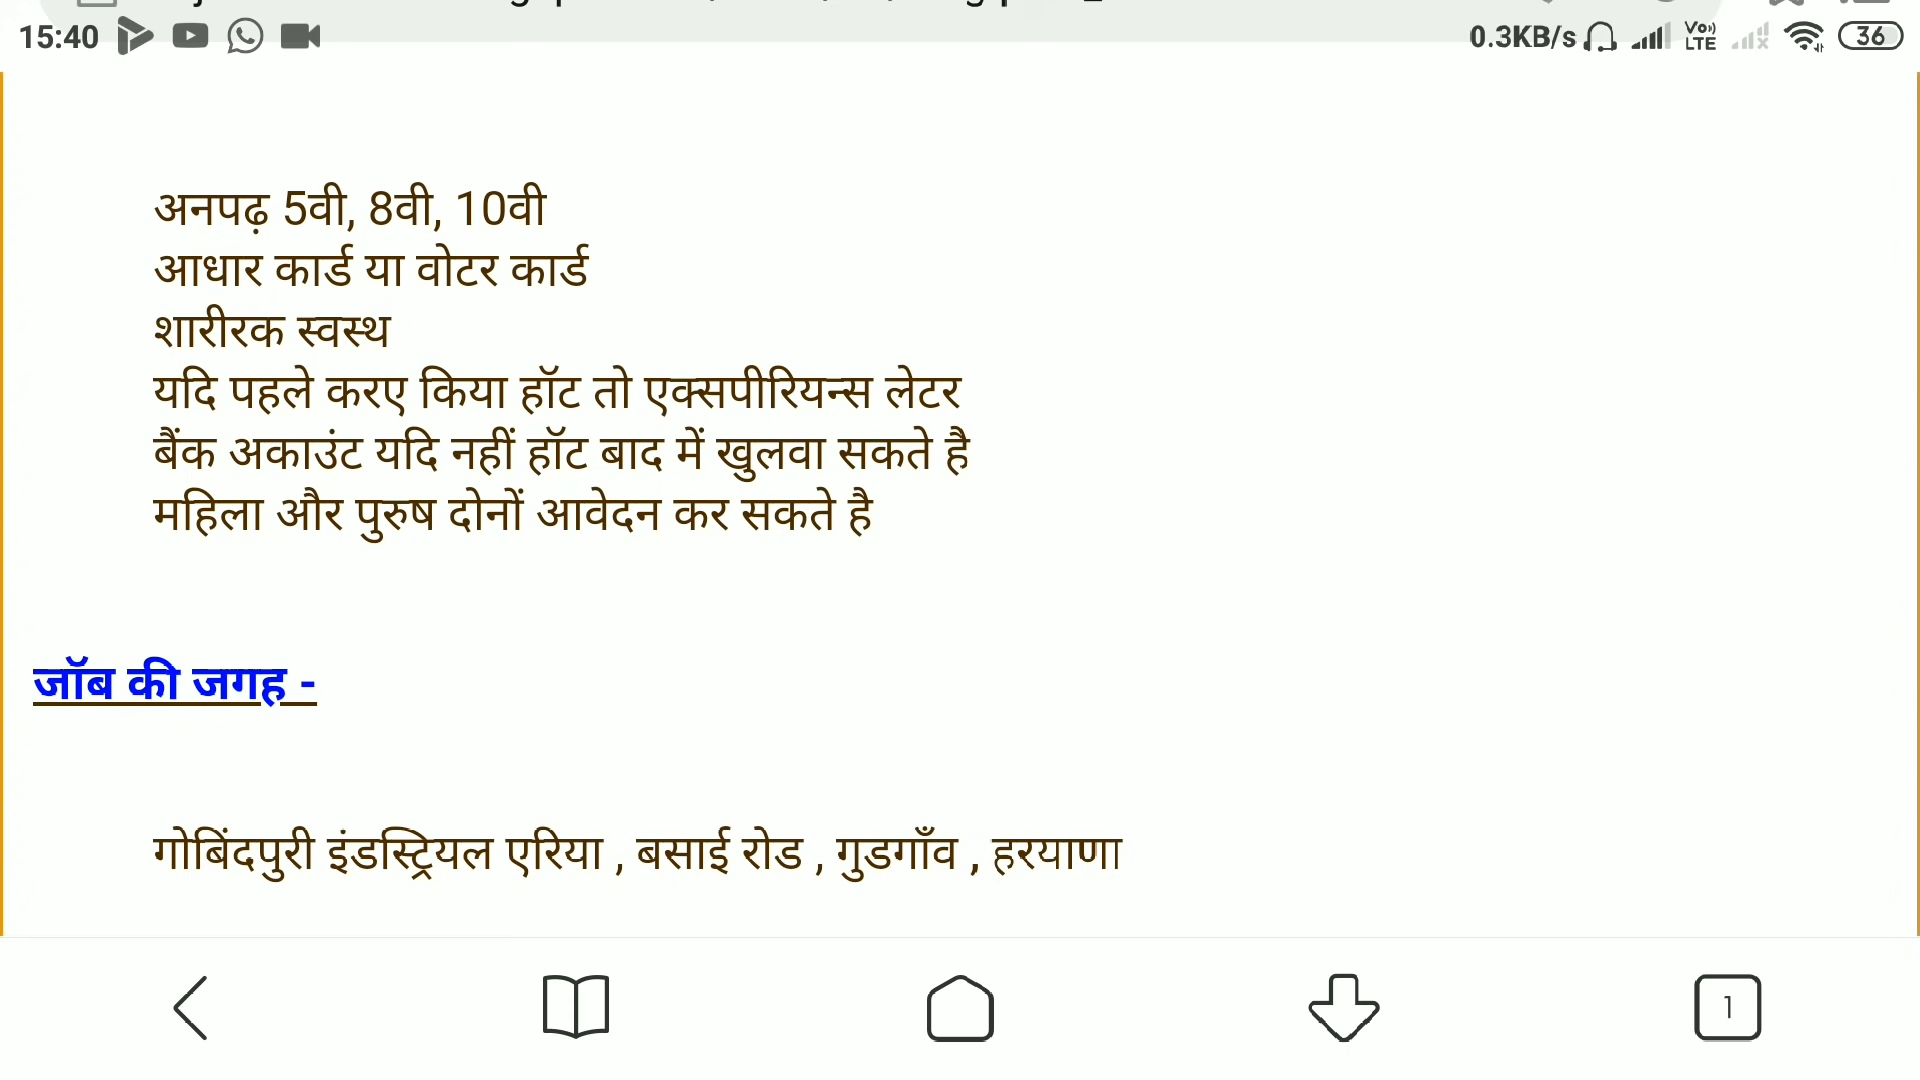 15:40
0.3KB/s Vo)) LTE 36
अनपढ़ 5वी, 8वी, 10वी
आधार कार्ड या वोटर कार्ड
शारीरक स्वस्थ
यदि पहले करए किया हॉट तो एक्सपीरियन्स लेटर
बैंक अकाउंट यदि नहीं हॉट बाद में खुलवा सकते है
महिला और पुरुष दोनों आवेदन कर सकते है
जॉब की जगह -
गोबिंदपुरी इंडस्ट्रियल एरिया , बसाई रोड , गुडगाँव , हरयाणा
1